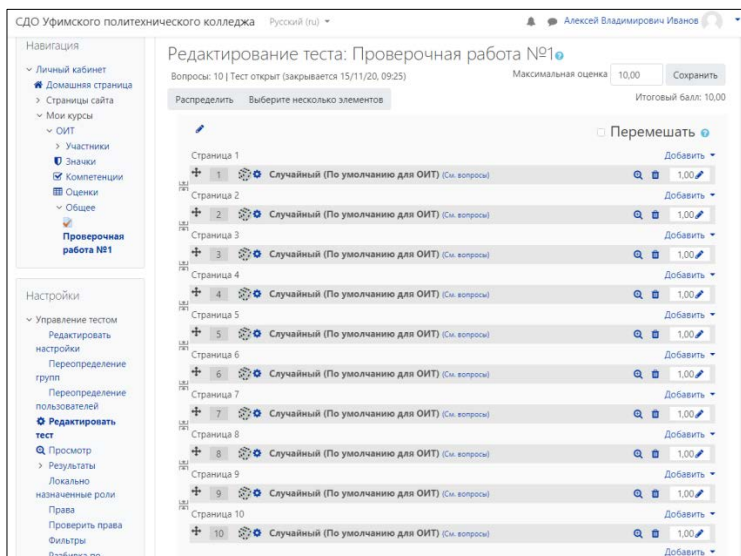 СДО Уфимского политехнического колледжа Русский (ru) Алексей Владимирович Иванов
Навигация
Личный кабинет
Домашняя страница
Страницы сайта
Мои курсы
ОИТ
Участники
Значки
Компетенции
Оценки
Общее
Проверочная
работа №1
Настройки
Управление тестом
Редактировать
настройки
Переопределение
групп
Переопределение
пользователей
Редактировать
тест
Просмотр
Результаты
Локально
назначенные роли
Права
Проверить права
Фильтры
Разбивка по
Редактирование теста: Проверочная работа №1
Вопросы: 10 | Тест открыт (закрывается 15/11/20, 09:25) Максимальная оценка 10,00 Сохранить
Распределить Выберите несколько элементов Итоговый балл: 10,00
Перемешать
Страница 1 Добавить
1 Случайный (По умолчанию для ОИТ) (См. вопросы) 1,00
Страница 2 Добавить
2 Случайный (По умолчанию для ОИТ) (См. вопросы) 1,00
Страница 3 Добавить
3 Случайный (По умолчанию для ОИТ) (См. вопросы) 1,00
Страница 4 Добавить
4 Случайный (По умолчанию для ОИТ) (См. вопросы) 1,00
Страница 5 Добавить
5 Случайный (По умолчанию для ОИТ) (См. вопросы) 1,00
Страница 6 Добавить
6 Случайный (По умолчанию для ОИТ) (См. вопросы) 1,00
Страница 7 Добавить
7 Случайный (По умолчанию для ОИТ) (См. вопросы) 1,00
Страница 8 Добавить
8 Случайный (По умолчанию для ОИТ) (См. вопросы) 1,00
Страница 9 Добавить
9 Случайный (По умолчанию для ОИТ) (См. вопросы) 1,00
Страница 10 Добавить
10 Случайный (По умолчанию для ОИТ) (См. вопросы) 1,00
Добавить